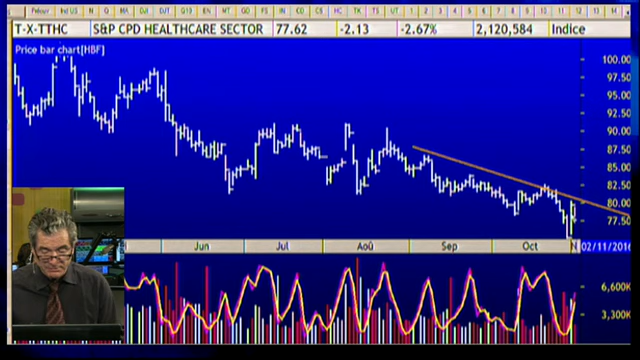 T-X-TTHC S&P CPD HEALTHCARE SECTOR 77.62 -2.13 -2.67% 2,120,584 Indice
Price bar chart[HBF]
100.00
97.50
95.00
92.50
90.00
87.50
85.00
82.50
80.00
77.50
Jun Jul Aoû Sep Oct N 02/11/2016
6,600K
3,300K